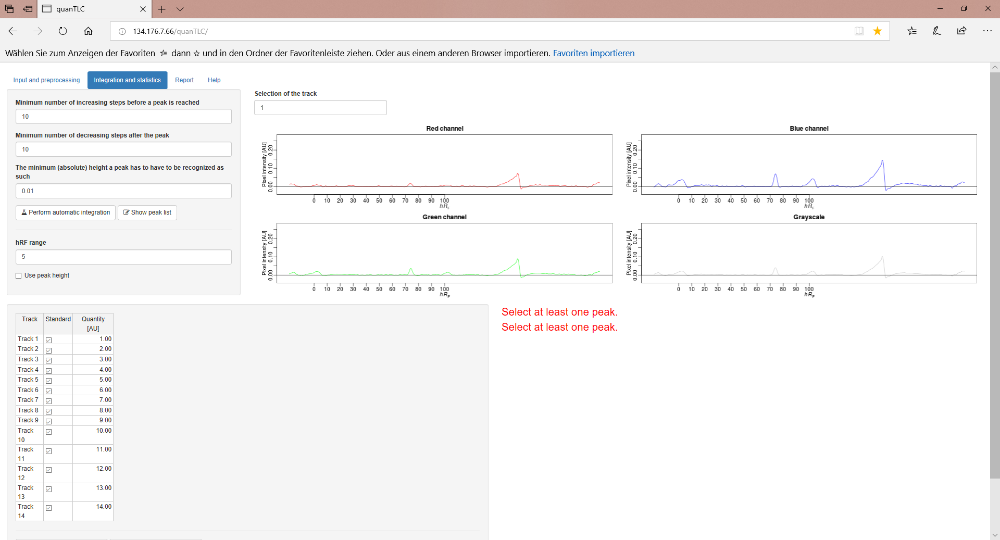 quanTLC
134.176.7.66/quanTLC/
Wählen Sie zum Anzeigen der Favoriten dann und in den Ordner der Favoritenleiste ziehen. Oder aus einem anderen Browser importieren. Favoriten importieren
Input and preprocessing Integration and statistics Report Help
Minimum number of increasing steps before a peak is reached
10
Minimum number of decreasing steps after the peak
10
The minimum (absolute) height a peak has to have to be recognized as
such
0.01
Perform automatic integration Show peak list
hRF range
5
Use peak height
Selection of the track
1
Red channel
Pixel intensity [AU]
0.00 0.10 0.20
0 10 20 30 40 50 60 70 80 90 100
hRF
Blue channel
Pixel intensity [AU]
0.00 0.10 0.20
0 10 20 30 40 50 60 70 80 90 100
hRF
Green channel
Pixel intensity [AU]
0.00 0.10 0.20
0 10 20 30 40 50 60 70 80 90 100
hRF
Grayscale
Pixel intensity [AU]
0.00 0.10 0.20
0 10 20 30 40 50 60 70 80 90 100
hRF
Track Standard Quantity
[AU]
Track 1 1.00
Track 2 2.00
Track 3 3.00
Track 4 4.00
Track 5 5.00
Track 6 6.00
Track 7 7.00
Track 8 8.00
Track 9 9.00
Track 10.00
10
Track 11.00
11
Track 12.00
12
Track 13.00
13
Track 14.00
14
Select at least one peak.
Select at least one peak.